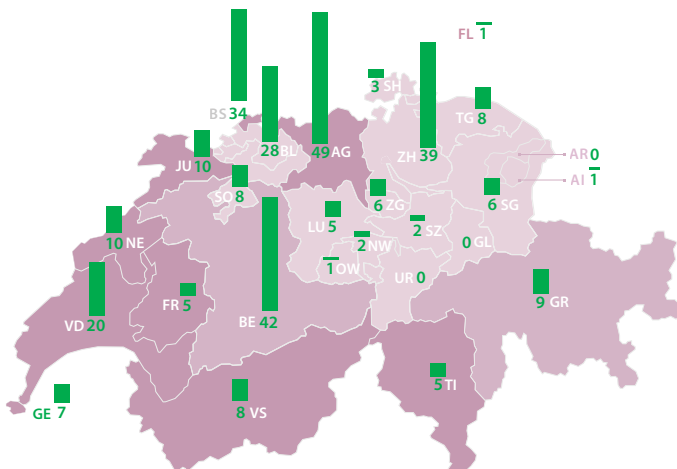 FL 1
3 SH
BS 34
TG 8
28 BL
49 AG
ZH 39
AR 0
JU 10
AI 1
SO 8
6 ZG
6 SG
LU 5
2 SZ
10 NE
2 NW
0 GL
1 OW
UR 0
FR 5
9 GR
VD 20
BE 42
5 TI
GE 7
8 VS